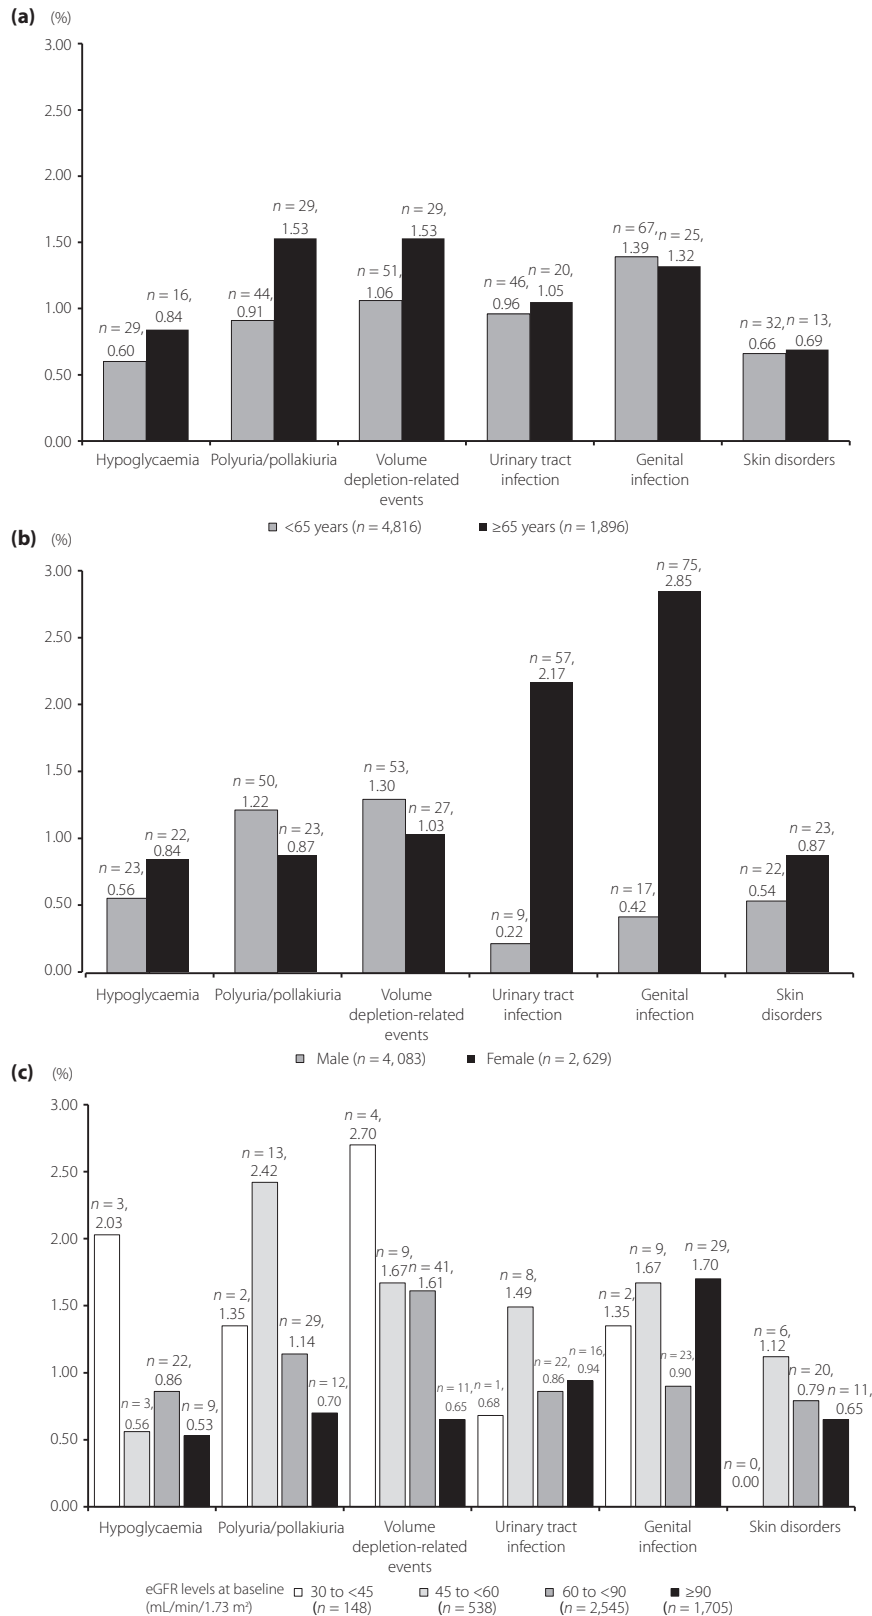 (a) (%)
3.00
2.50
2.00
1.50
1.00
0.50
0.00
n = 29,
0.60
n = 16,
0.84
n = 44,
0.91
n = 29,
1.53
n = 51,
1.06
n = 29,
1.53
n = 46,
0.96
n = 20,
1.05
n = 67,
1.39
n = 25,
1.32
n = 32,
0.66
n = 13,
0.69
Hypoglycaemia
Polyuria/pollakiuria
Volume
depletion-related
events
Urinary tract
infection
Genital
infection
Skin disorders
<65 years (n = 4,816)
≥65 years (n = 1,896)
(b) (%)
3.00
2.50
2.00
1.50
1.00
0.50
0.00
n = 23,
0.56
n = 22,
0.84
n = 50,
1.22
n = 23,
0.87
n = 53,
1.30
n = 27,
1.03
n = 9,
0.22
n = 57,
2.17
n = 17,
0.42
n = 75,
2.85
n = 22,
0.54
n = 23,
0.87
Hypoglycaemia
Polyuria/pollakiuria
Volume
depletion-related
events
Urinary tract
infection
Genital
infection
Skin
disorders
Male (n = 4, 083)
Female (n = 2, 629)
(c) (%)
3.00
2.50
2.00
1.50
1.00
0.50
0.00
n = 3,
2.03
n = 3,
0.56
n = 22,
0.86
n = 9,
0.53
n = 2,
1.35
n = 13,
2.42
n = 29,
1.14
n = 12,
0.70
n = 4,
2.70
n = 9,
1.67
n = 41,
1.61
n = 11,
0.65
n = 1,
0.68
n = 8,
1.49
n = 22,
0.86
n = 16,
0.94
n = 2,
1.35
n = 9,
1.67
n = 23,
0.90
n = 29,
1.70
n = 0,
0.00
n = 6,
1.12
n = 20,
0.79
n = 11,
0.65
Hypoglycaemia
Polyuria/pollakiuria
Volume
depletion-related
events
Urinary tract
infection
Genital
infection
Skin disorders
eGFR levels at baseline
(mL/min/1.73 m²)
30 to <45
(n = 148)
45 to <60
(n = 538)
60 to <90
(n = 2,545)
≥90
(n = 1,705)